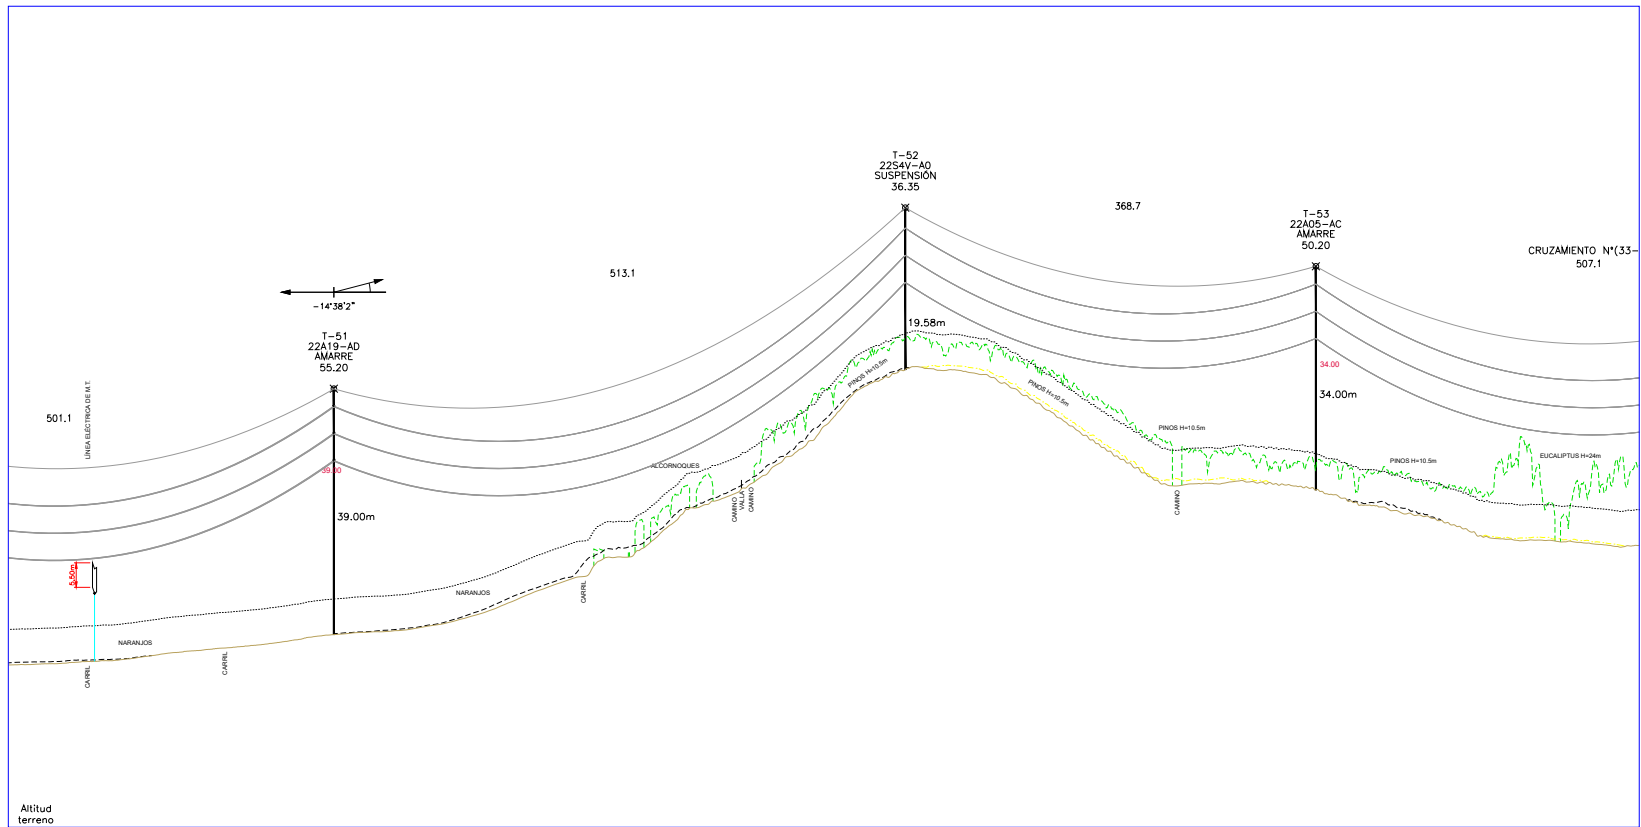 T-52
22S4V-A0
SUSPENSIÓN
36.35
368.7
T-53
22A05-AC
AMARRE
50.20
CRUZAMIENTO N°(33-
507.1
513.1
-14°38'2"
T-51
22A19-AD
AMARRE
55.20
19.58m
34.00
34.00m
PINOS H=10.5m
PINOS H=10.5m
PINOS H=10.5m
PINOS H=10.5m
EUCALIPTUS H=24m
501.1
LÍNEA ELÉCTRICA DE M.T.
39.00
39.00m
ALCORNOQUES
CAMINO
VALLA
CAMINO
CAMINO
5.50m
NARANJOS
CARRIL
NARANJOS
CARRIL
CARRIL
Altitud
terreno